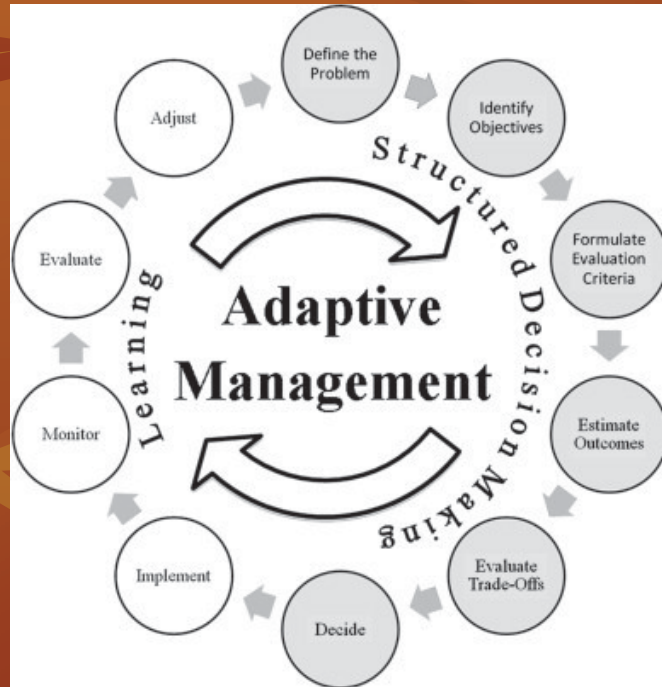 Define the
Problem
Identify
Objectives
Formulate
Evaluation
Criteria
Estimate
Outcomes
Evaluate
Trade-Offs
Decide
Implement
Monitor
Evaluate
Adjust
Structured Decision Making
Learning
Adaptive
Management